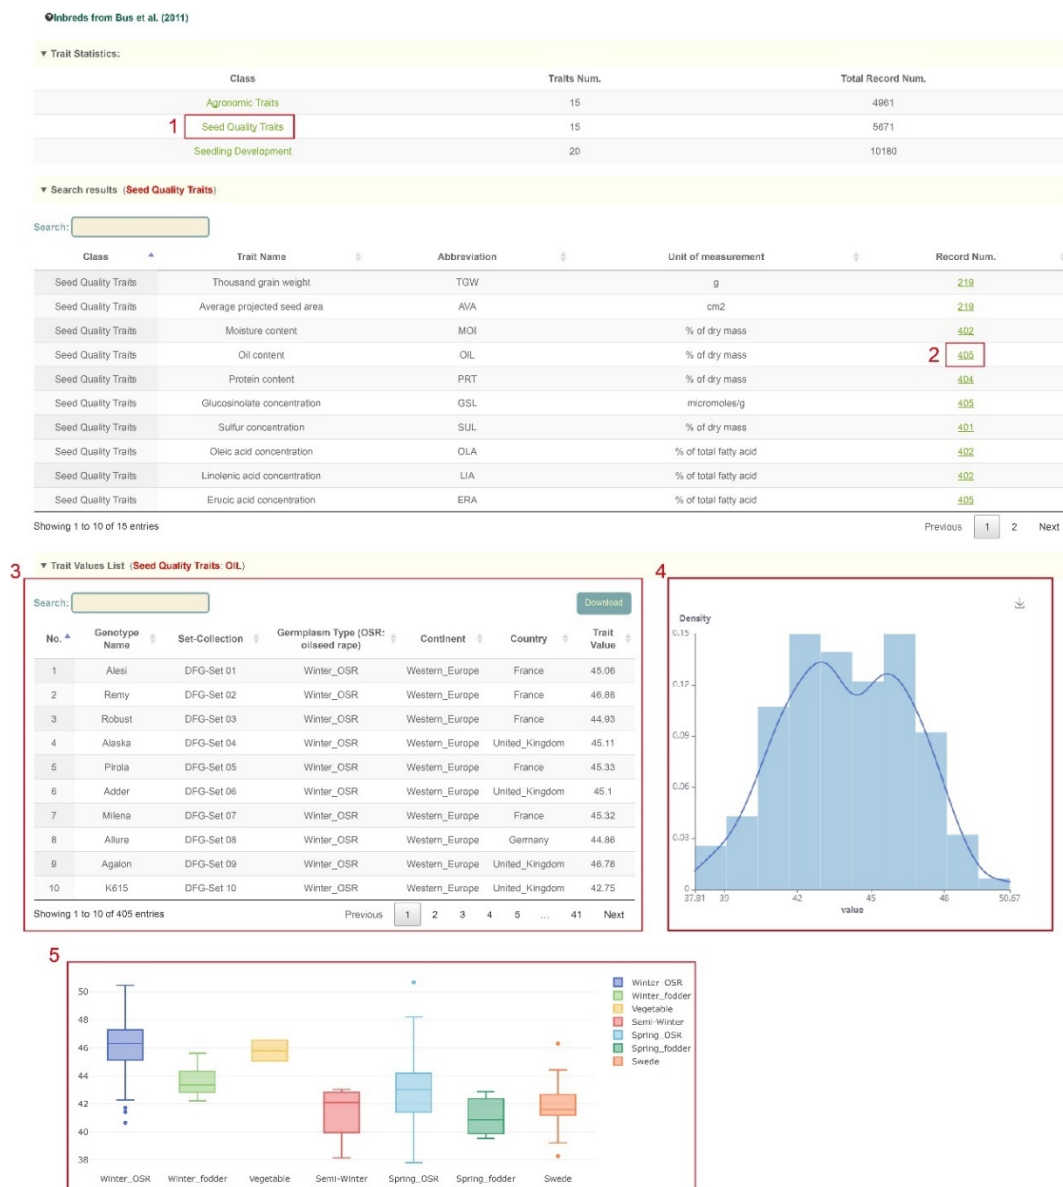 Inbreds from Bus et al. (2011)
▼ Trait Statistics:
Class Traits Num. Total Record Num.
Agronomic Traits 15 4961
1 Seed Quality Traits 15 5671
Seedling Development 20 10180
▼ Search results (Seed Quality Traits)
Search:
Class Trait Name Abbreviation Unit of measurement Record Num.
Seed Quality Traits Thousand grain weight TGW g 219
Seed Quality Traits Average projected seed area AVA cm2 219
Seed Quality Traits Moisture content MOI % of dry mass 402
Seed Quality Traits Oil content OIL % of dry mass 2 405
Seed Quality Traits Protein content PRT % of dry mass 404
Seed Quality Traits Glucosinolate concentration GSL micromoles/g 405
Seed Quality Traits Sulfur concentration SUL % of dry mass 401
Seed Quality Traits Oleic acid concentration OLA % of total fatty acid 402
Seed Quality Traits Linolenic acid concentration LIA % of total fatty acid 402
Seed Quality Traits Erucic acid concentration ERA % of total fatty acid 405
Showing 1 to 10 of 15 entries Previous 1 2 Next
▼ Trait Values List (Seed Quality Traits: OIL)
3
Search: Download
No. Genotype Name Set-Collection Germplasm Type (OSR: oilseed rape) Continent Country Trait Value
1 Alesi DFG-Set 01 Winter_OSR Western_Europe France 45.06
2 Remy DFG-Set 02 Winter_OSR Western_Europe France 46.88
3 Robust DFG-Set 03 Winter_OSR Western_Europe France 44.93
4 Alaska DFG-Set 04 Winter_OSR Western_Europe United_Kingdom 45.11
5 Pirola DFG-Set 05 Winter_OSR Western_Europe France 45.33
6 Adder DFG-Set 06 Winter_OSR Western_Europe United_Kingdom 45.1
7 Milena DFG-Set 07 Winter_OSR Western_Europe France 45.32
8 Allure DFG-Set 08 Winter_OSR Western_Europe Germany 44.86
9 Agalon DFG-Set 09 Winter_OSR Western_Europe United_Kingdom 46.78
10 K615 DFG-Set 10 Winter_OSR Western_Europe United_Kingdom 42.75
Showing 1 to 10 of 405 entries Previous 1 2 3 4 5 ... 41 Next
4
Density
0.15
0.12
0.09
0.06
0.03
0
37.81 39 42 45 48 50.67
value
5
50
48
46
44
42
40
38
Winter_OSR Winter_fodder Vegetable Semi-Winter Spring_OSR Spring_fodder Swede
Winter_OSR
Winter_fodder
Vegetable
Semi-Winter
Spring_OSR
Spring_fodder
Swede